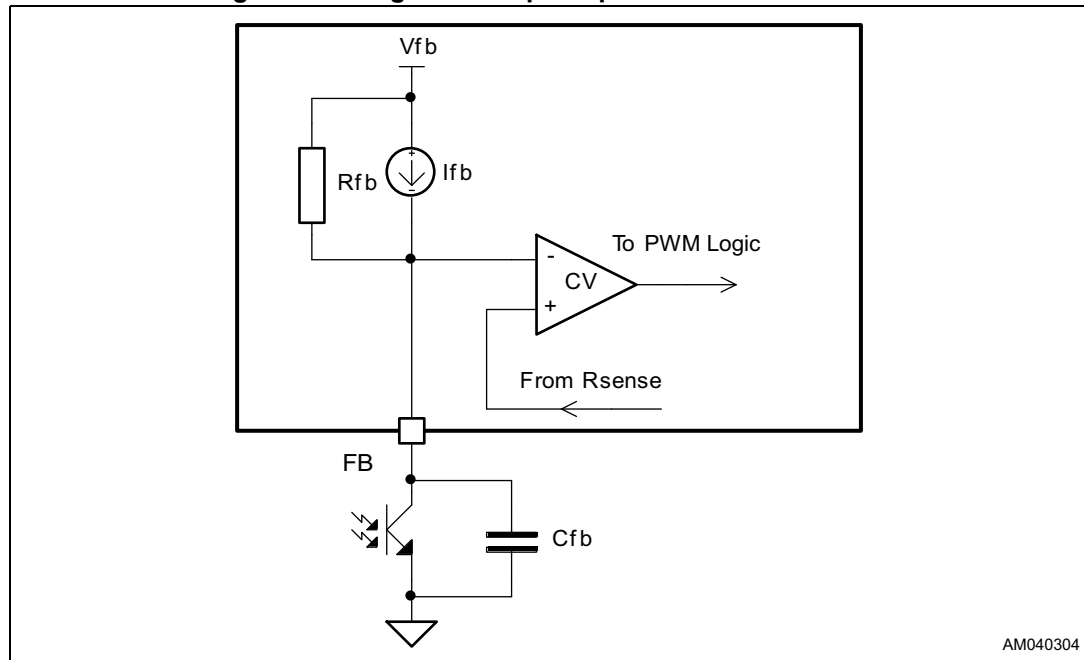 Vfb
Rfb
Ifb
+
-
-
CV
+
To PWM Logic
From Rsense
FB
Cfb
AM040304